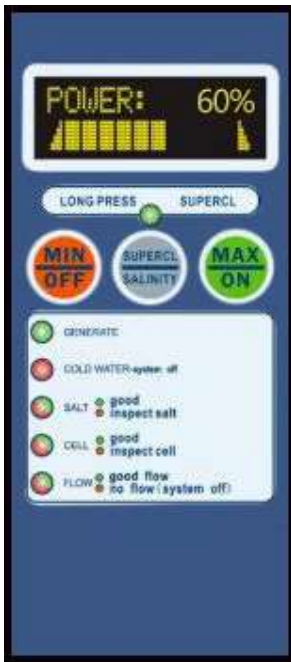 POWER: 60%
LONG PRESS SUPERCL
MIN
OFF
SUPERCL
SALINITY
MAX
ON
GENERATE
COLD WATER-system off
SALT good
inspect salt
CELL good
inspect cell
FLOW good flow
no flow (system off)